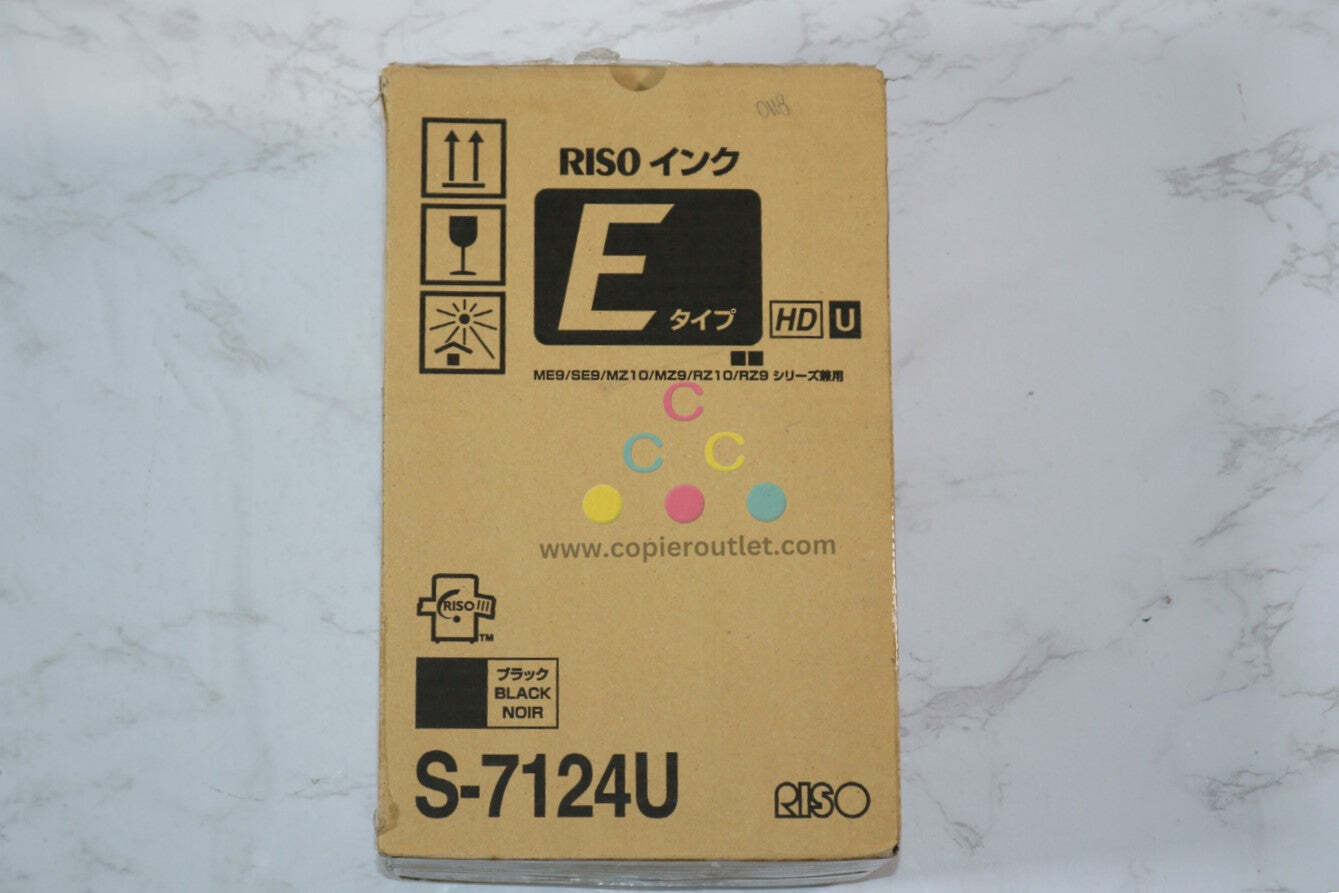 RISO インク
E
タイプ
HD U
ME9/SE9/MZ10/MZ9/RZ10/RZ9 シリーズ兼用
C
C C
www.copieroutlet.com
RISO
TM
ブラック
BLACK
NOIR
S-7124U
RISO